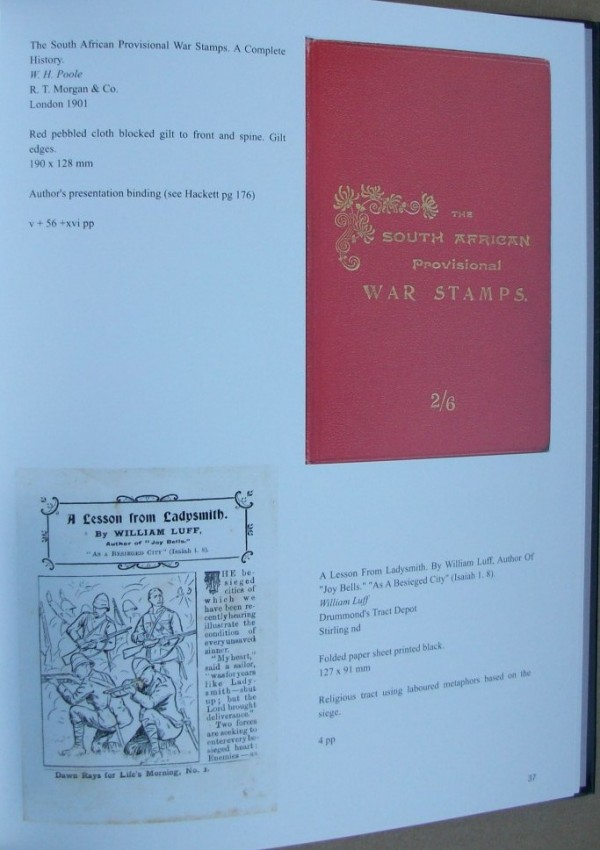 The South African Provisional War Stamps. A Complete
History.
W. H. Poole
R. T. Morgan & Co.
London 1901
Red pebbled cloth blocked gilt to front and spine. Gilt
edges.
190 x 128 mm
Author's presentation binding (see Hackett pg 176)
v + 56 +xvi pp
THE
SOUTH AFRICAN
Provisional
WAR STAMPS.
2/6
A Lesson from Ladysmith.
By WILLIAM LUFF,
Author of "Joy Bells."
"AS A BESIEGED CITY" (Isaiah 1. 8).
THE be-
sieged
cities of
which we
have been re-
cently hearing
illustrate the
condition of
every unsaved
sinner.
"My heart,"
said a sailor,
"was for years
like Lady-
smith—shut
up; but the
Lord brought
deliverance."
Two forces
are seeking to
enter every be-
sieged heart:
Enemies—as
Dawn Rays for Life's Morning, No. 2.
A Lesson From Ladysmith. By William Luff, Author Of
"Joy Bells." "As A Besieged City" (Isaiah 1. 8).
William Luff
Drummond's Tract Depot
Stirling nd
Folded paper sheet printed black.
127 x 91 mm
Religious tract using laboured metaphors based on the
siege.
4 pp
37